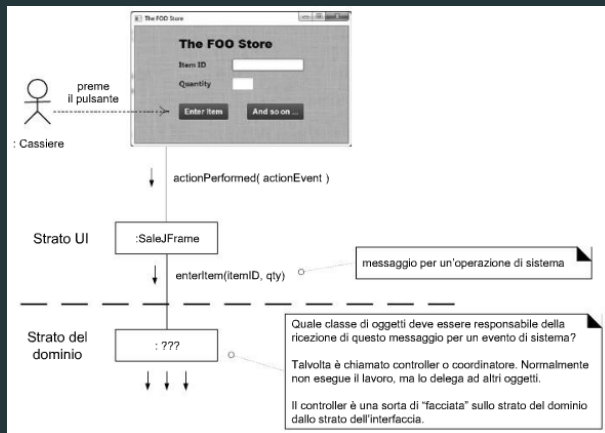 The FOO Store
The FOO Store
Item ID
Quantity
Enter Item
And so on ...
preme
il pulsante
: Cassiere
actionPerformed( actionEvent )
Strato UI
:SaleJFrame
enterItem(itemID, qty)
messaggio per un'operazione di sistema
Strato del
dominio
: ???
Quale classe di oggetti deve essere responsabile della
ricezione di questo messaggio per un evento di sistema?
Talvolta è chiamato controller o coordinatore. Normalmente
non esegue il lavoro, ma lo delega ad altri oggetti.
Il controller è una sorta di “facciata” sullo strato del dominio
dallo strato dell'interfaccia.